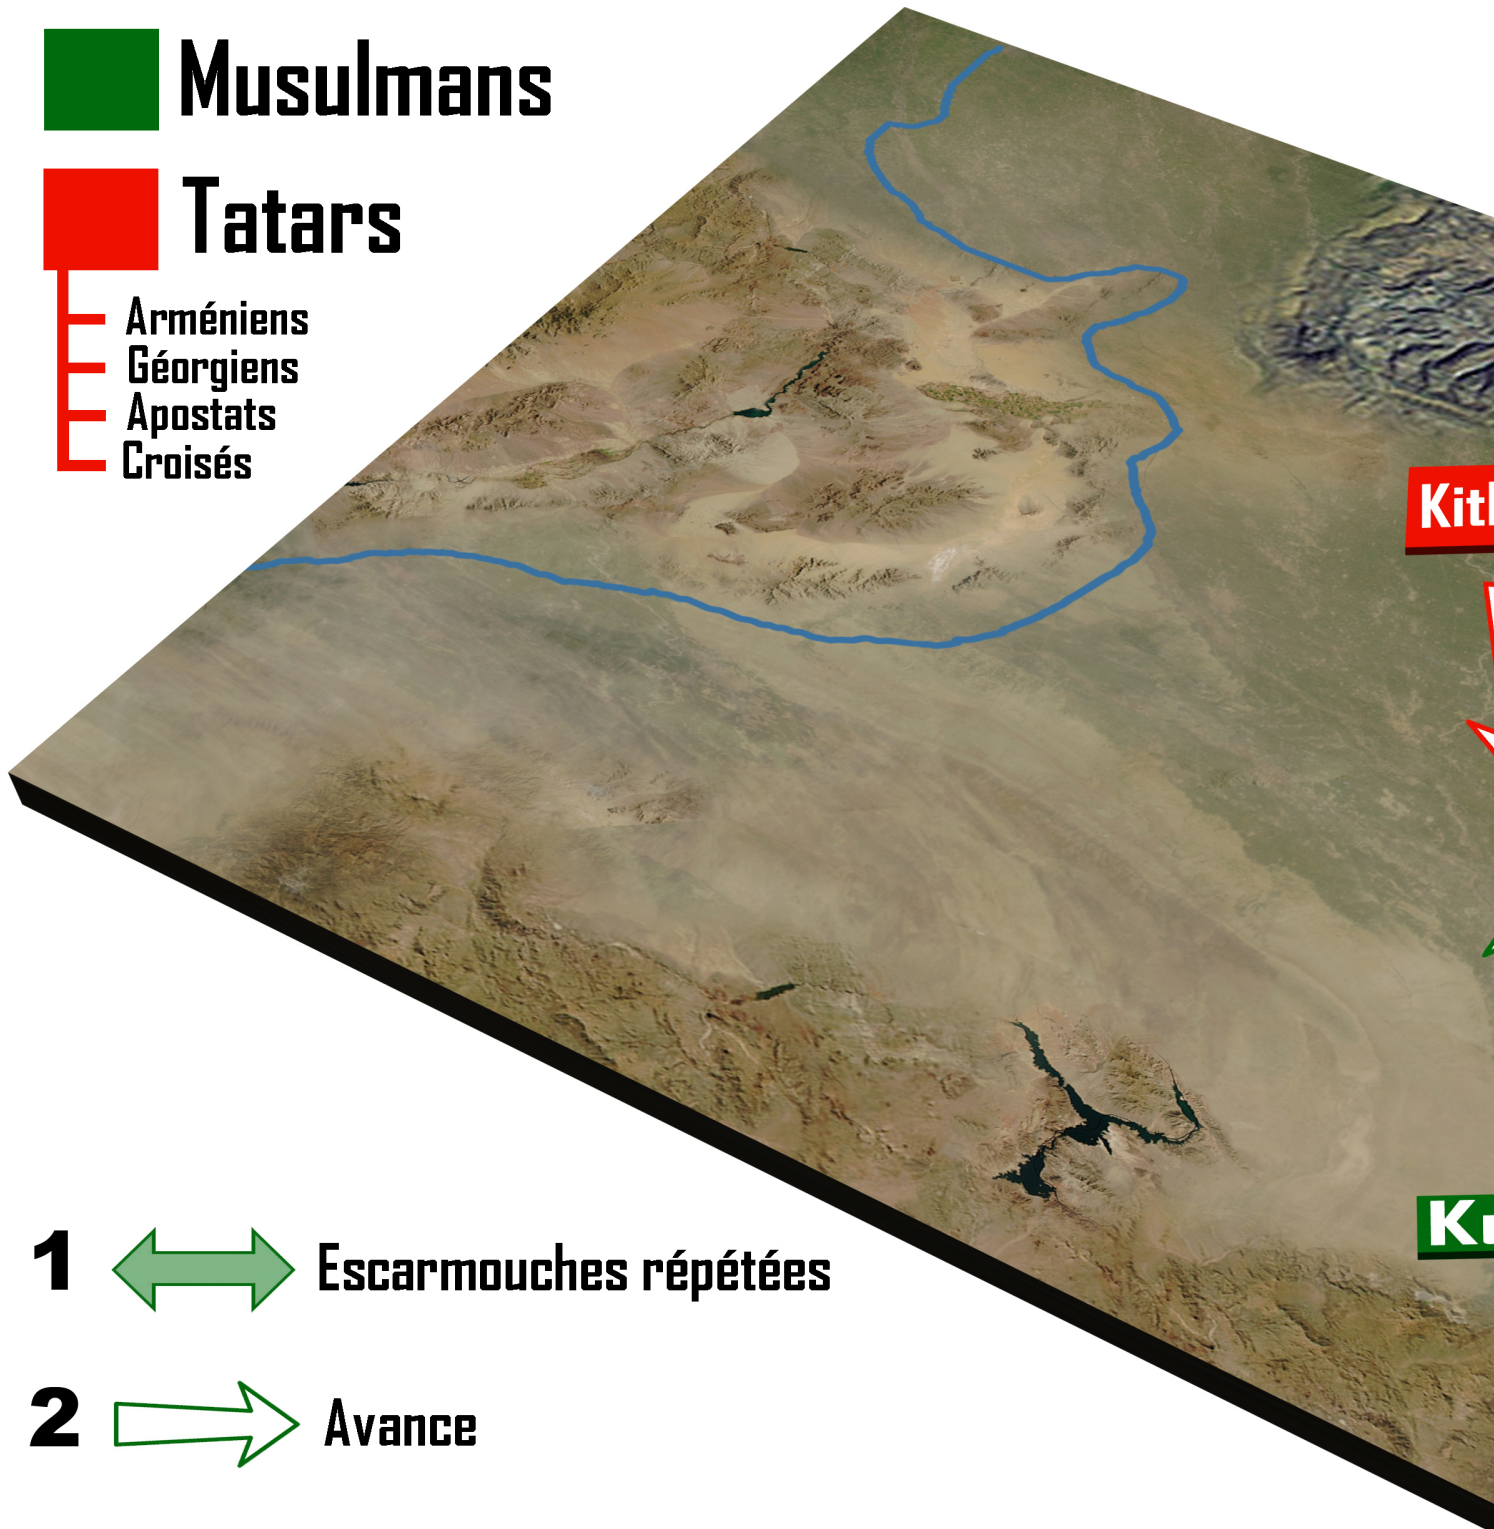 Musulmans
Tatars
Arméniens
Géorgiens
Apostats
Croisés
1 Escarmouches répétées
2 Avance